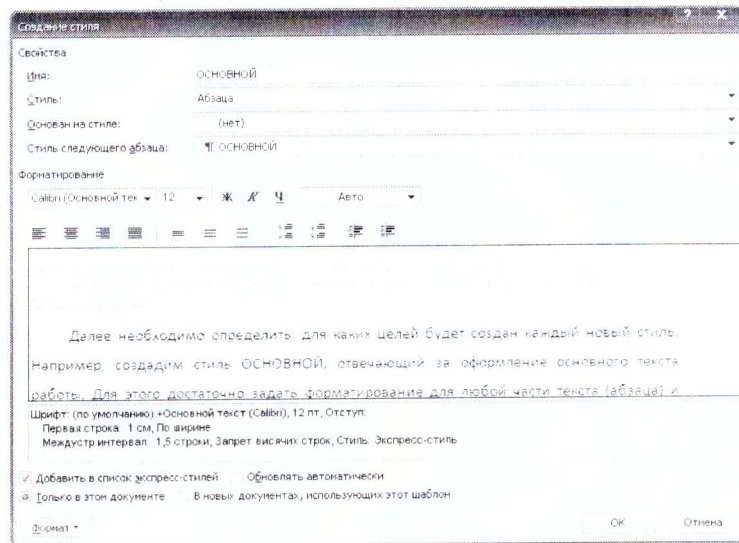 Создание стиля
Свойства
Имя: ОСНОВНОЙ
Стиль: Абзаца
Основан на стиле: (нет)
Стиль следующего абзаца: ¶ ОСНОВНОЙ
Форматирование
Calibri (Основной тек 12 Ж К Ч Авто
Далее необходимо определить, для каких целей будет создан каждый новый стиль.
Например, создадим стиль ОСНОВНОЙ, отвечающий за оформление основного текста
работы. Для этого достаточно задать форматирование для любой части текста (абзаца) и
Шрифт: (по умолчанию) +Основной текст (Calibri), 12 пт, Отступ:
Первая строка: 1 см, По ширине
Междустр.интервал: 1,5 строки, Запрет висячих строк, Стиль: Экспресс-стиль
Добавить в список экспресс-стилей Обновлять автоматически
Только в этом документе В новых документах, использующих этот шаблон
Формат ОК Отмена